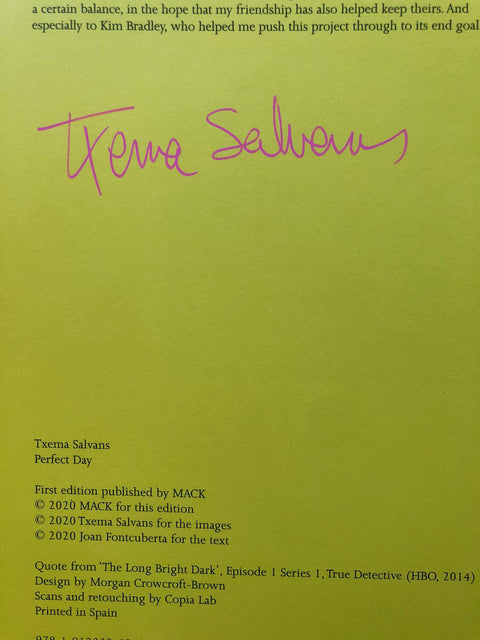 a certain balance, in the hope that my friendship has also helped keep theirs. And
especially to Kim Bradley, who helped me push this project through to its end goal
Txema Salvans
Txema Salvans
Perfect Day
First edition published by MACK
© 2020 MACK for this edition
© 2020 Txema Salvans for the images
© 2020 Joan Fontcuberta for the text
Quote from ‘The Long Bright Dark’, Episode 1 Series 1, True Detective (HBO, 2014)
Design by Morgan Crowcroft-Brown
Scans and retouching by Copia Lab
Printed in Spain